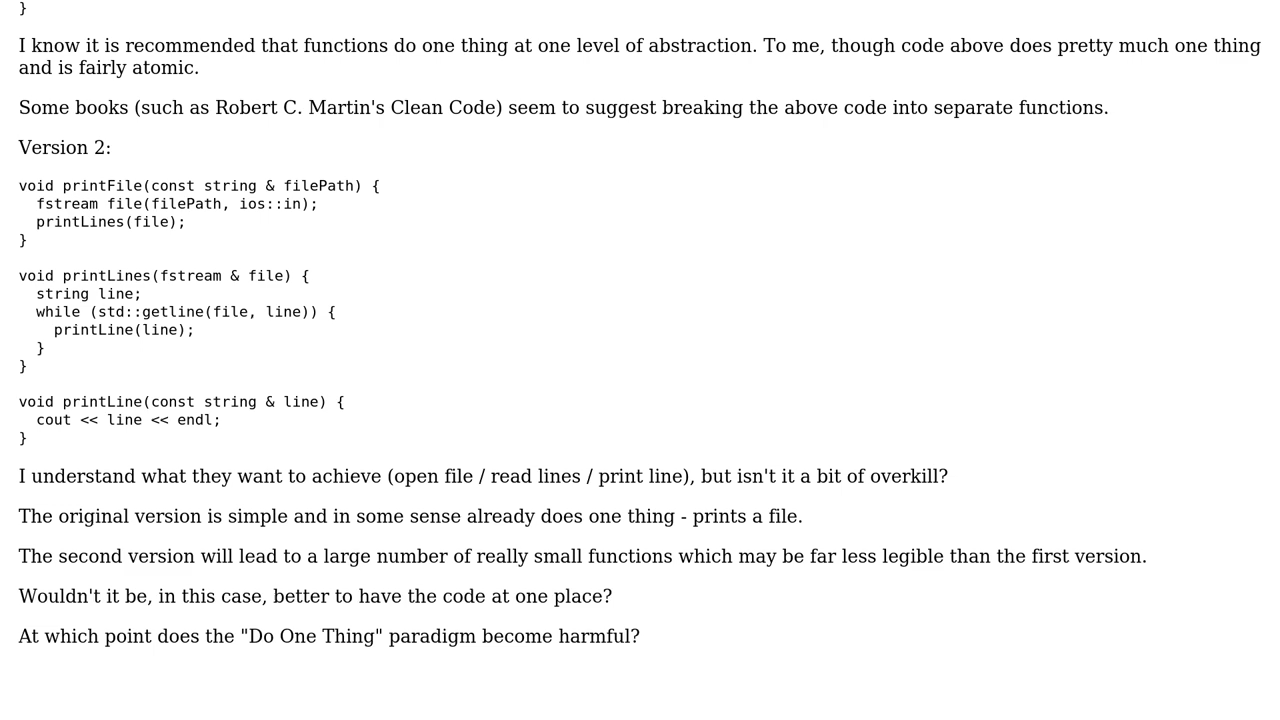 }
I know it is recommended that functions do one thing at one level of abstraction. To me, though code above does pretty much one thing
and is fairly atomic.
Some books (such as Robert C. Martin's Clean Code) seem to suggest breaking the above code into separate functions.
Version 2:
void printFile(const string & filePath) {
  fstream file(filePath, ios::in);
  printLines(file);
}
void printLines(fstream & file) {
  string line;
  while (std::getline(file, line)) {
    printLine(line);
  }
}
void printLine(const string & line) {
  cout << line << endl;
}
I understand what they want to achieve (open file / read lines / print line), but isn't it a bit of overkill?
The original version is simple and in some sense already does one thing - prints a file.
The second version will lead to a large number of really small functions which may be far less legible than the first version.
Wouldn't it be, in this case, better to have the code at one place?
At which point does the "Do One Thing" paradigm become harmful?